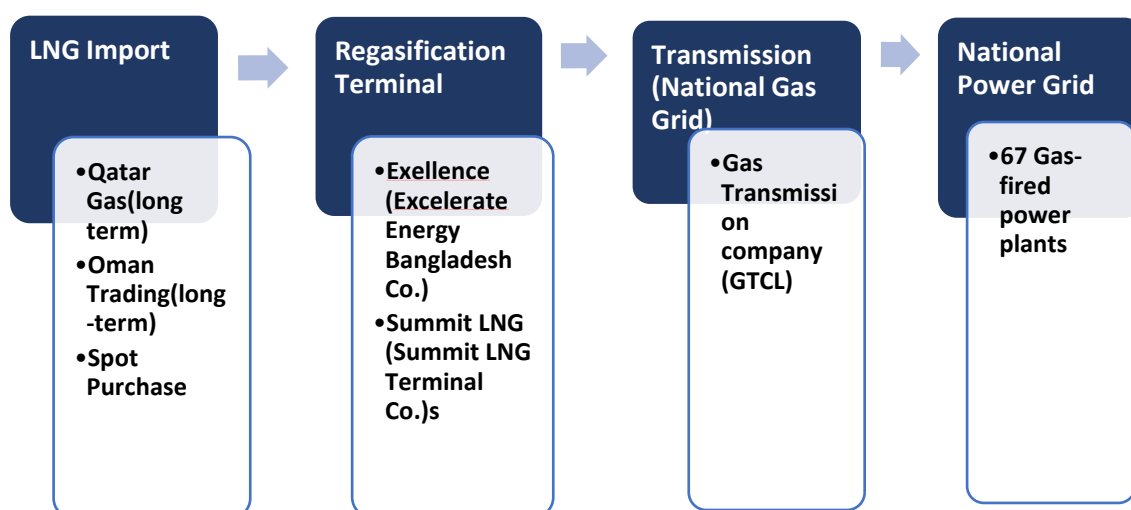 LNG Import
•Qatar
Gas(long
term)
•Oman
Trading(long
-term)
•Spot
Purchase
Regasification
Terminal
•Exellence
(Excelerate
Energy
Bangladesh
Co.)
•Summit LNG
(Summit LNG
Terminal
Co.)s
Transmission
(National Gas
Grid)
•Gas
Transmissi
on
company
(GTCL)
National
Power Grid
•67 Gas-
fired
power
plants